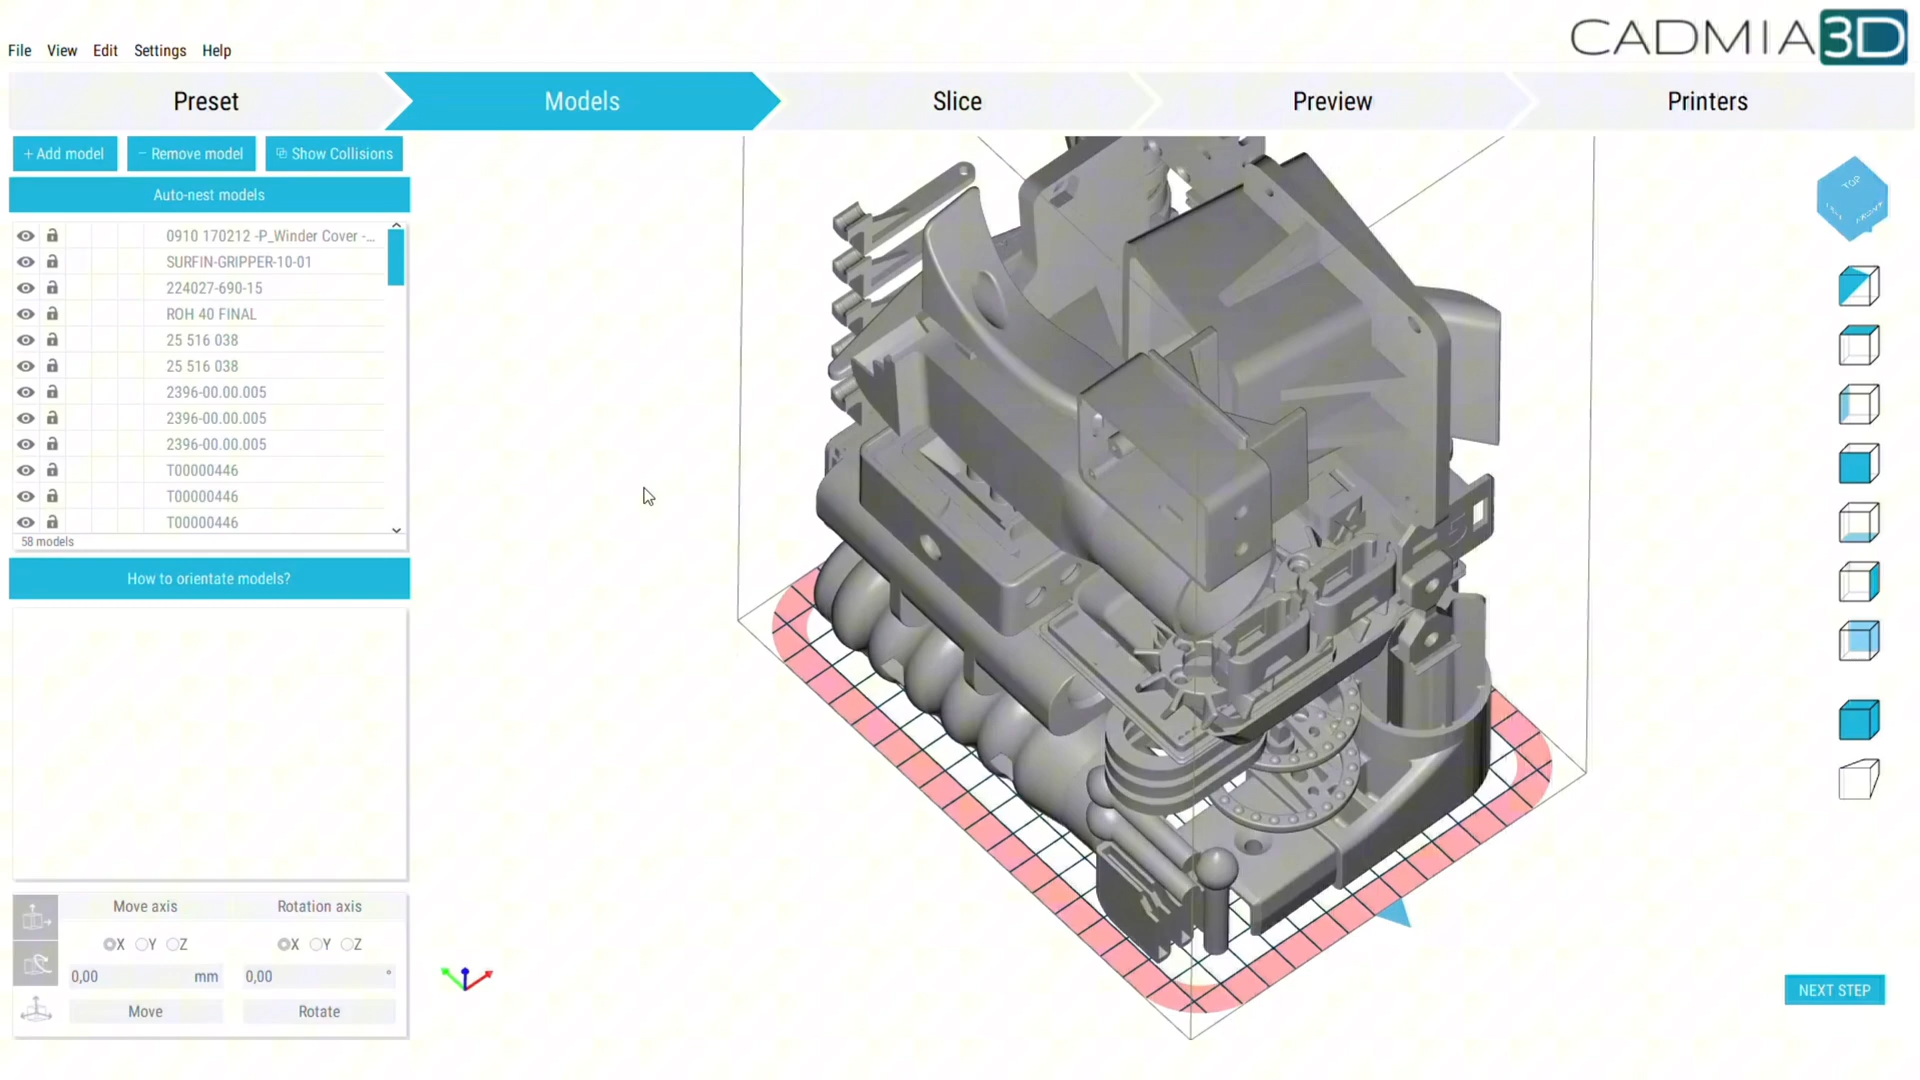 CADMIA3D
File View Edit Settings Help
Preset Models Slice Preview Printers
+ Add model − Remove model Show Collisions
Auto-nest models
0910 170212 -P_Winder Cover -...
SURFIN-GRIPPER-10-01
224027-690-15
ROH 40 FINAL
25 516 038
25 516 038
2396-00.00.005
2396-00.00.005
2396-00.00.005
T00000446
T00000446
T00000446
58 models
How to orientate models?
Move axis Rotation axis
X Y Z X Y Z
0,00 mm 0,00 °
Move Rotate
TOP
FRONT
NEXT STEP